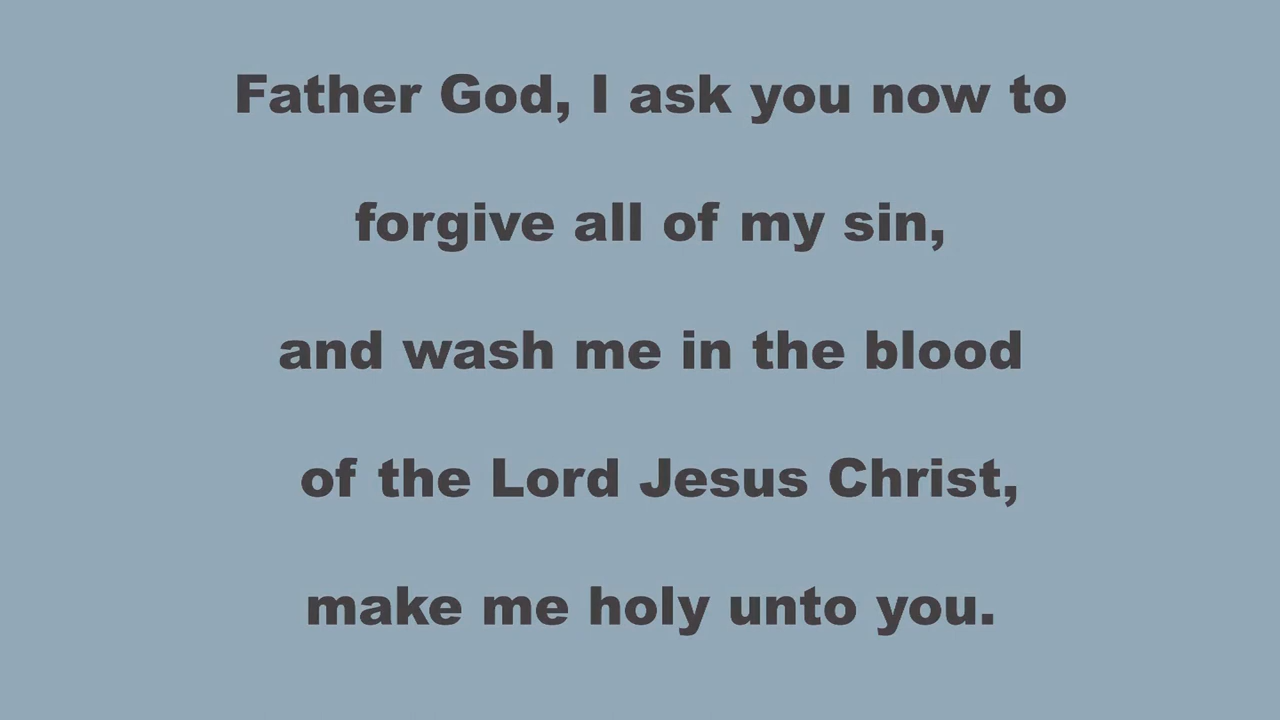 Father God, I ask you now to
forgive all of my sin,
and wash me in the blood
of the Lord Jesus Christ,
make me holy unto you.